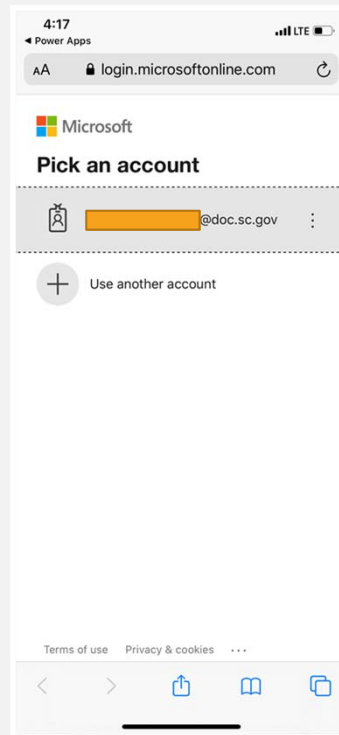 4:17
LTE
◀ Power Apps
AA login.microsoftonline.com
Microsoft
Pick an account
@doc.sc.gov
Use another account
Terms of use Privacy & cookies ...